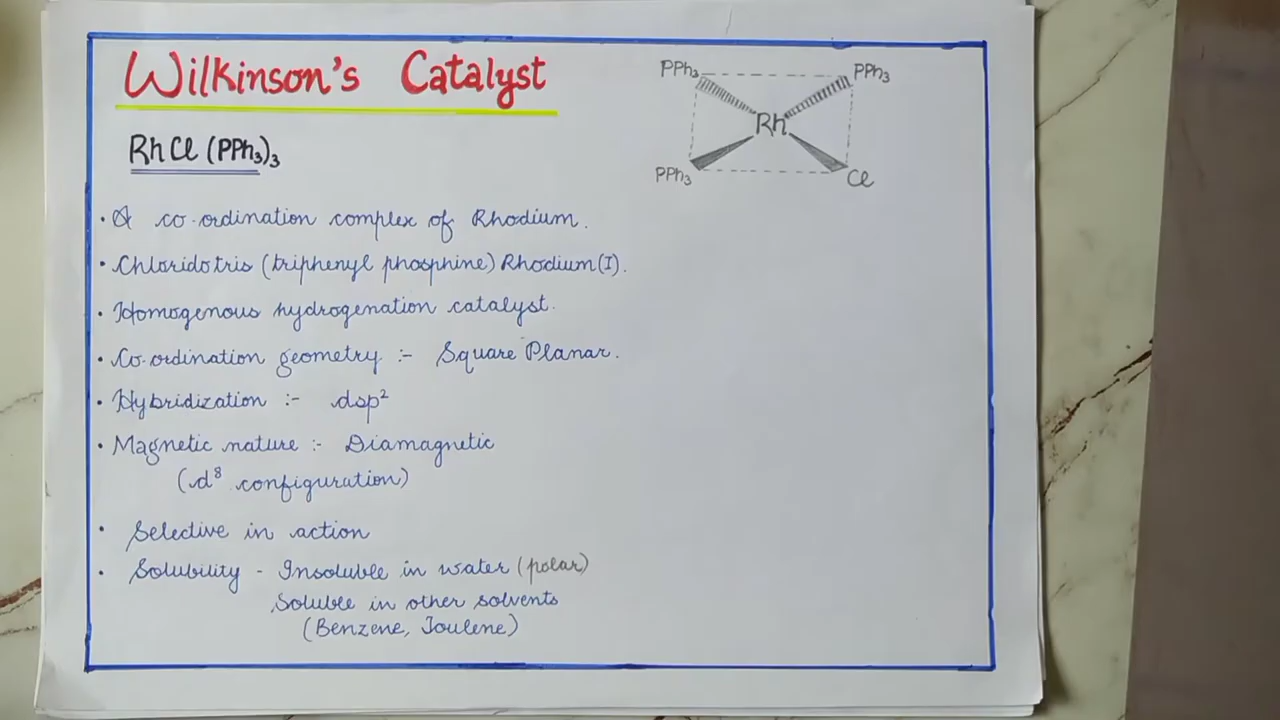 Wilkinson's Catalyst
RhCl(PPh₃)₃
PPh₃ PPh₃
Rh
PPh₃ Cl
• A co-ordination complex of Rhodium.
• Chlorido tris (triphenyl phosphine) Rhodium(I).
• Homogenous hydrogenation catalyst.
• Co-ordination geometry :- Square Planar.
• Hybridization :- dsp²
• Magnetic nature :- Diamagnetic
(d⁸ configuration)
• Selective in action
• Solubility - Insoluble in water (polar)
Soluble in other solvents
(Benzene, Toulene)